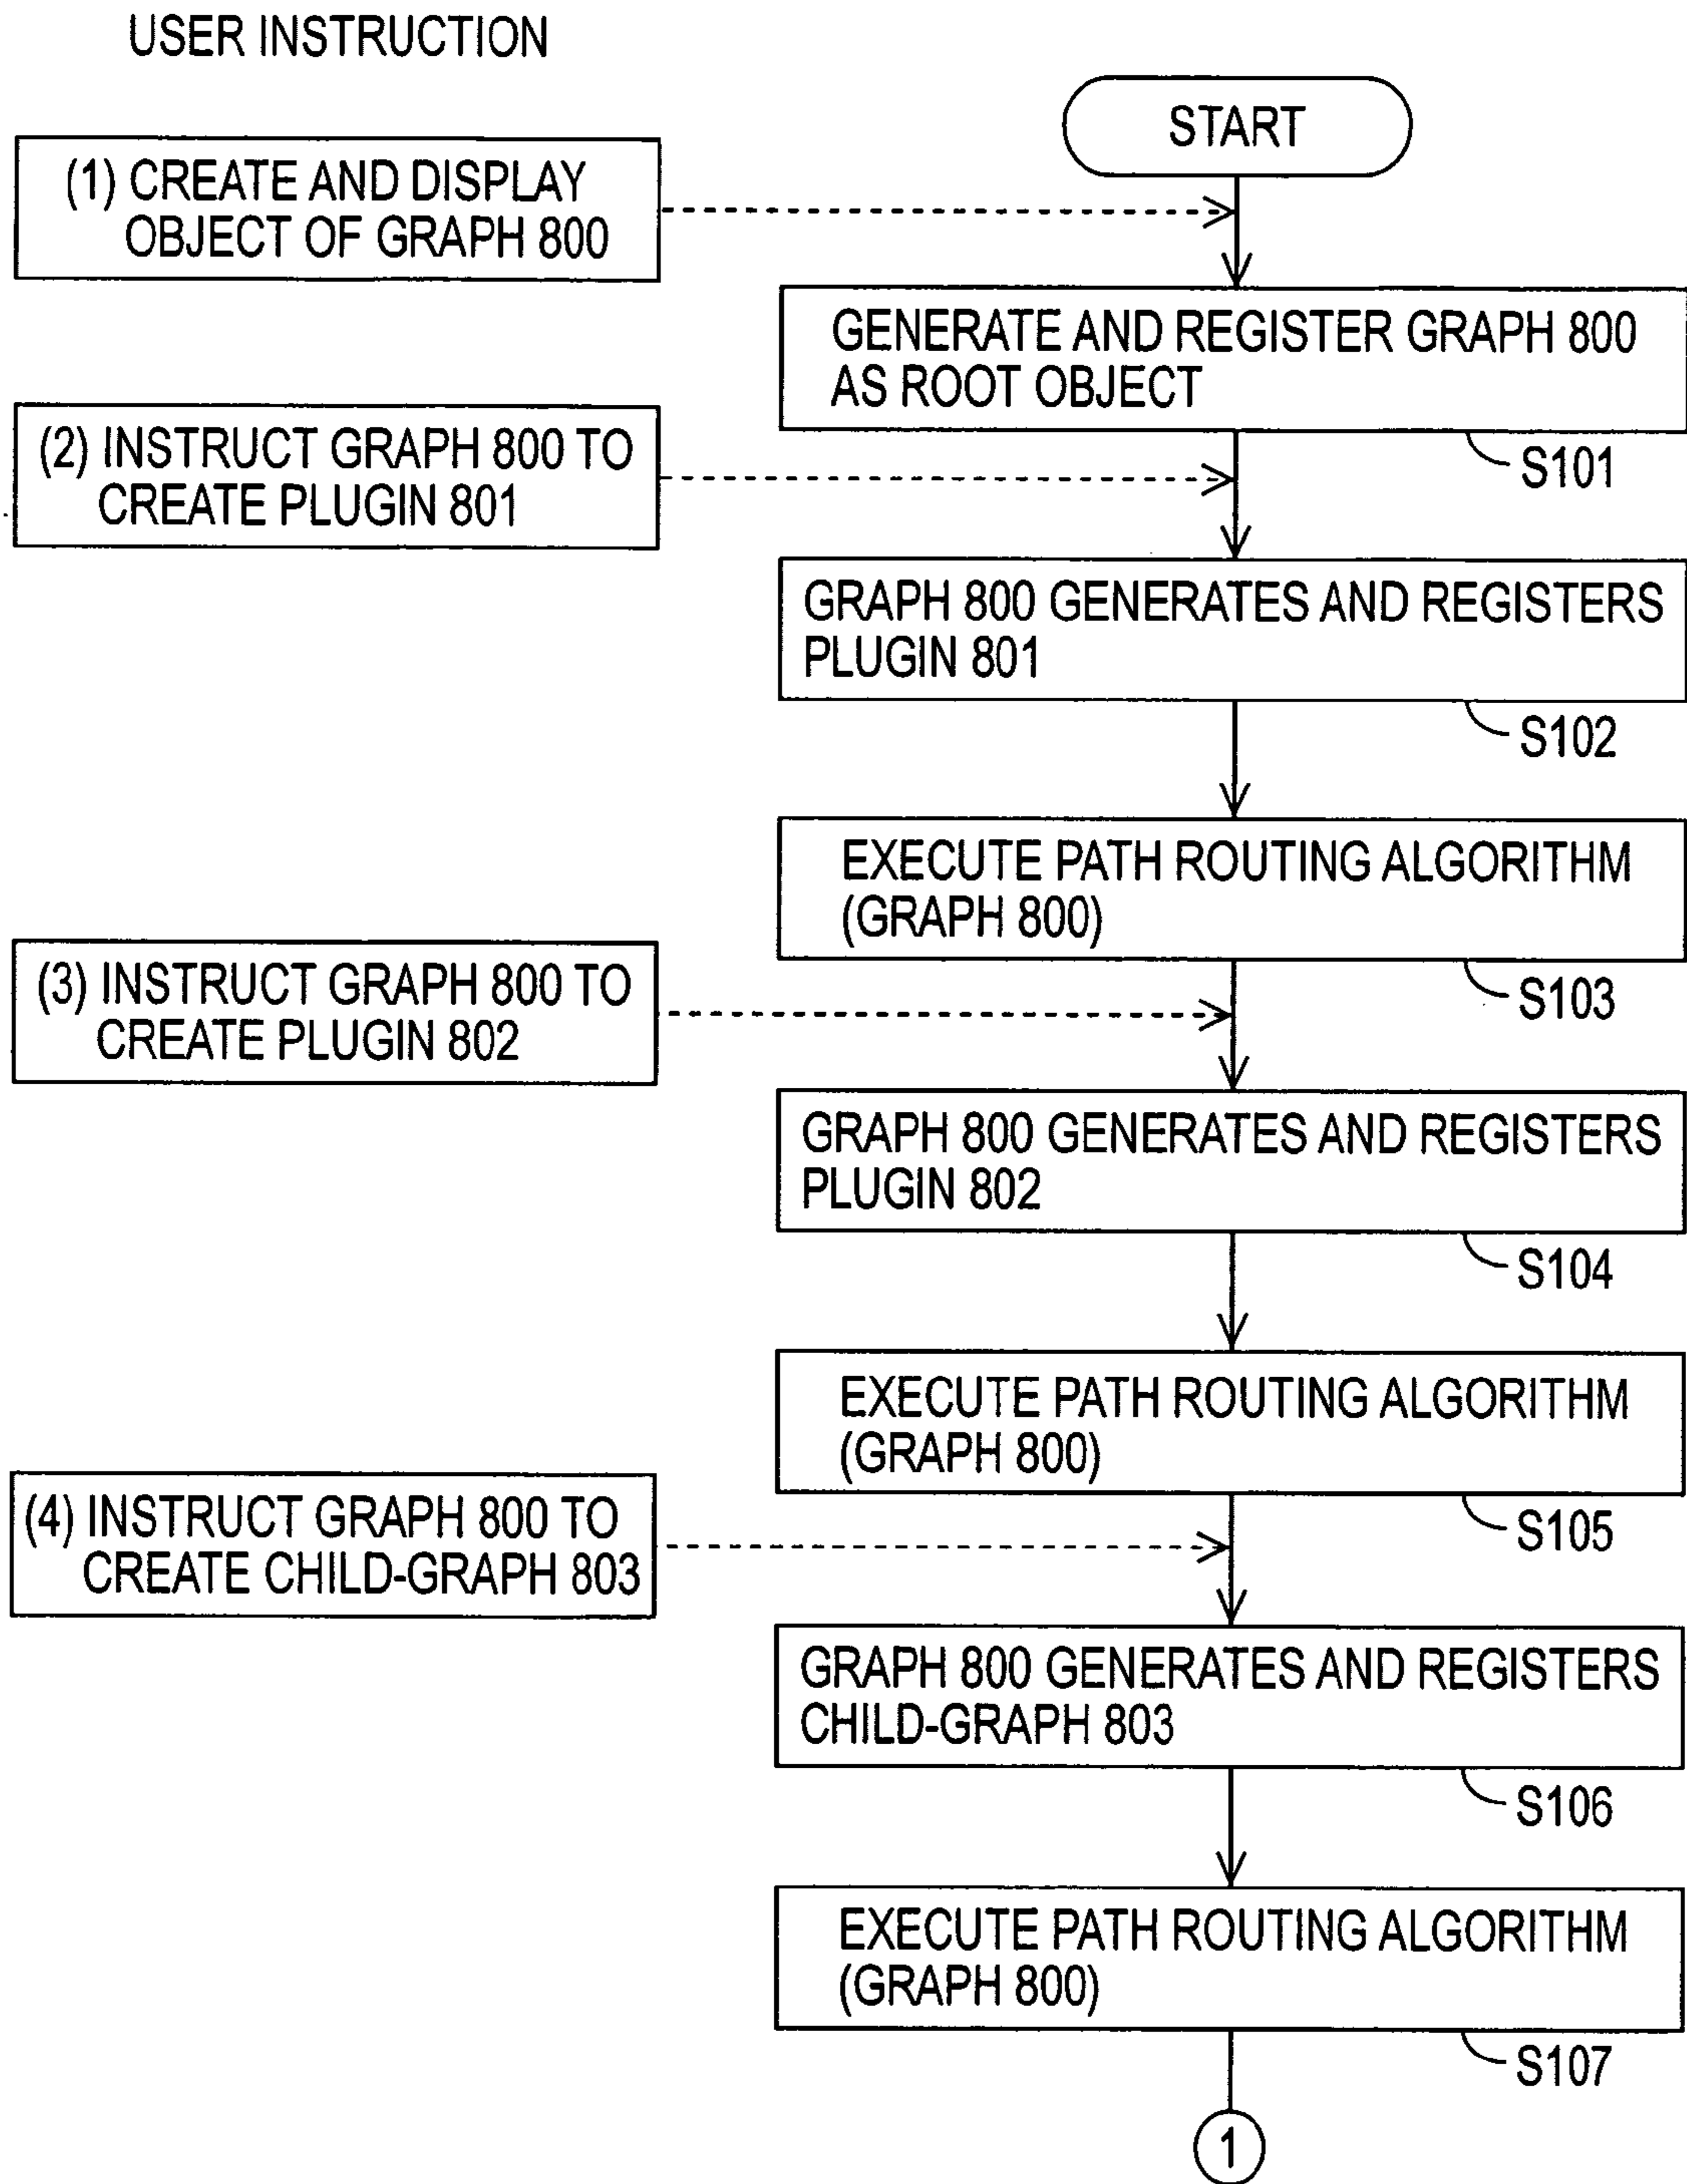 USER INSTRUCTION
START
(1) CREATE AND DISPLAY
OBJECT OF GRAPH 800
GENERATE AND REGISTER GRAPH 800
AS ROOT OBJECT
S101
(2) INSTRUCT GRAPH 800 TO
CREATE PLUGIN 801
GRAPH 800 GENERATES AND REGISTERS
PLUGIN 801
S102
EXECUTE PATH ROUTING ALGORITHM
(GRAPH 800)
S103
(3) INSTRUCT GRAPH 800 TO
CREATE PLUGIN 802
GRAPH 800 GENERATES AND REGISTERS
PLUGIN 802
S104
EXECUTE PATH ROUTING ALGORITHM
(GRAPH 800)
S105
(4) INSTRUCT GRAPH 800 TO
CREATE CHILD-GRAPH 803
GRAPH 800 GENERATES AND REGISTERS
CHILD-GRAPH 803
S106
EXECUTE PATH ROUTING ALGORITHM
(GRAPH 800)
S107
1